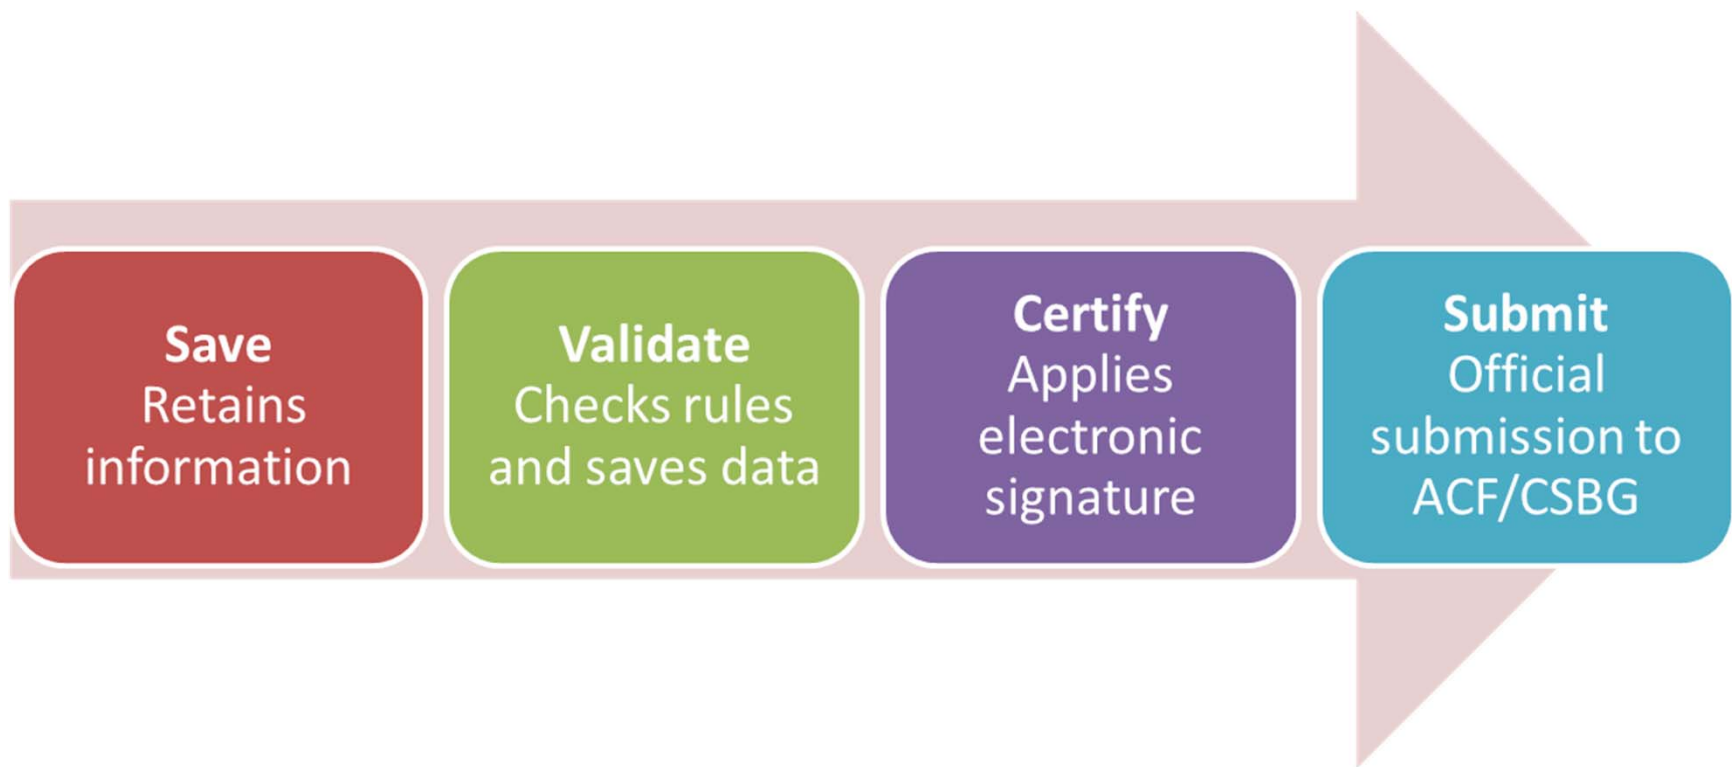 Save
Retains
information
Validate
Checks rules
and saves data
Certify
Applies
electronic
signature
Submit
Official
submission to
ACF/CSBG